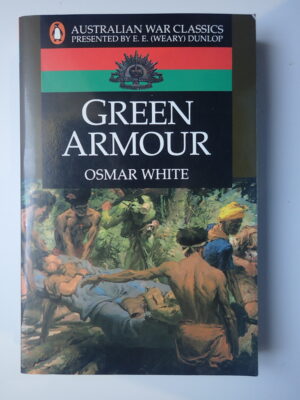 AUSTRALIAN WAR CLASSICS
PRESENTED BY E. E. (WEARY) DUNLOP
GREEN
ARMOUR
OSMAR WHITE